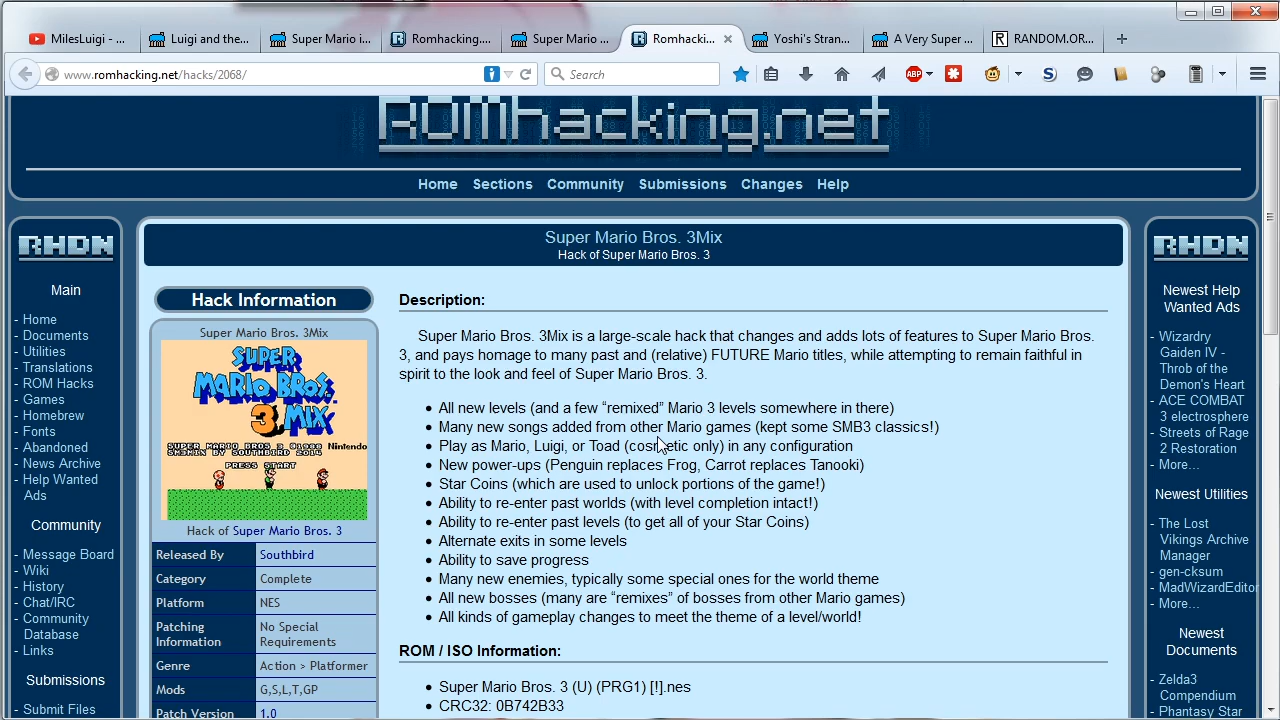 MilesLuigi - ...
Luigi and the...
Super Mario i...
Romhacking....
Super Mario ...
Romhacki...
Yoshi's Stran...
A Very Super ...
RANDOM.OR...
www.romhacking.net/hacks/2068/
Search
ABP
ROMhacking.net
Home Sections Community Submissions Changes Help
RHDN
Main
- Home
- Documents
- Utilities
- Translations
- ROM Hacks
- Games
- Homebrew
- Fonts
- Abandoned
- News Archive
- Help Wanted
Ads
Community
- Message Board
- Wiki
- History
- Chat/IRC
- Community
Database
- Links
Submissions
- Submit Files
Super Mario Bros. 3Mix
Hack of Super Mario Bros. 3
Hack Information
Super Mario Bros. 3Mix
SUPER
MARIO BROS.
3 MIX
SUPER MARIO BROS 3 ©1988 Nintendo
SM3MIX BY SOUTHBIRD 2014
PRESS START
Hack of Super Mario Bros. 3
Released By Southbird
Category Complete
Platform NES
Patching Information No Special Requirements
Genre Action > Platformer
Mods G,S,L,T,GP
Patch Version 1.0
Description:
Super Mario Bros. 3Mix is a large-scale hack that changes and adds lots of features to Super Mario Bros.
3, and pays homage to many past and (relative) FUTURE Mario titles, while attempting to remain faithful in
spirit to the look and feel of Super Mario Bros. 3.
• All new levels (and a few “remixed” Mario 3 levels somewhere in there)
• Many new songs added from other Mario games (kept some SMB3 classics!)
• Play as Mario, Luigi, or Toad (cosmetic only) in any configuration
• New power-ups (Penguin replaces Frog, Carrot replaces Tanooki)
• Star Coins (which are used to unlock portions of the game!)
• Ability to re-enter past worlds (with level completion intact!)
• Ability to re-enter past levels (to get all of your Star Coins)
• Alternate exits in some levels
• Ability to save progress
• Many new enemies, typically some special ones for the world theme
• All new bosses (many are “remixes” of bosses from other Mario games)
• All kinds of gameplay changes to meet the theme of a level/world!
ROM / ISO Information:
• Super Mario Bros. 3 (U) (PRG1) [!].nes
• CRC32: 0B742B33
RHDN
Newest Help
Wanted Ads
- Wizardry
Gaiden IV -
Throb of the
Demon's Heart
- ACE COMBAT
3 electrosphere
- Streets of Rage
2 Restoration
- More...
Newest Utilities
- The Lost
Vikings Archive
Manager
- gen-cksum
- MadWizardEditor
- More...
Newest
Documents
- Zelda3
Compendium
- Phantasy Star